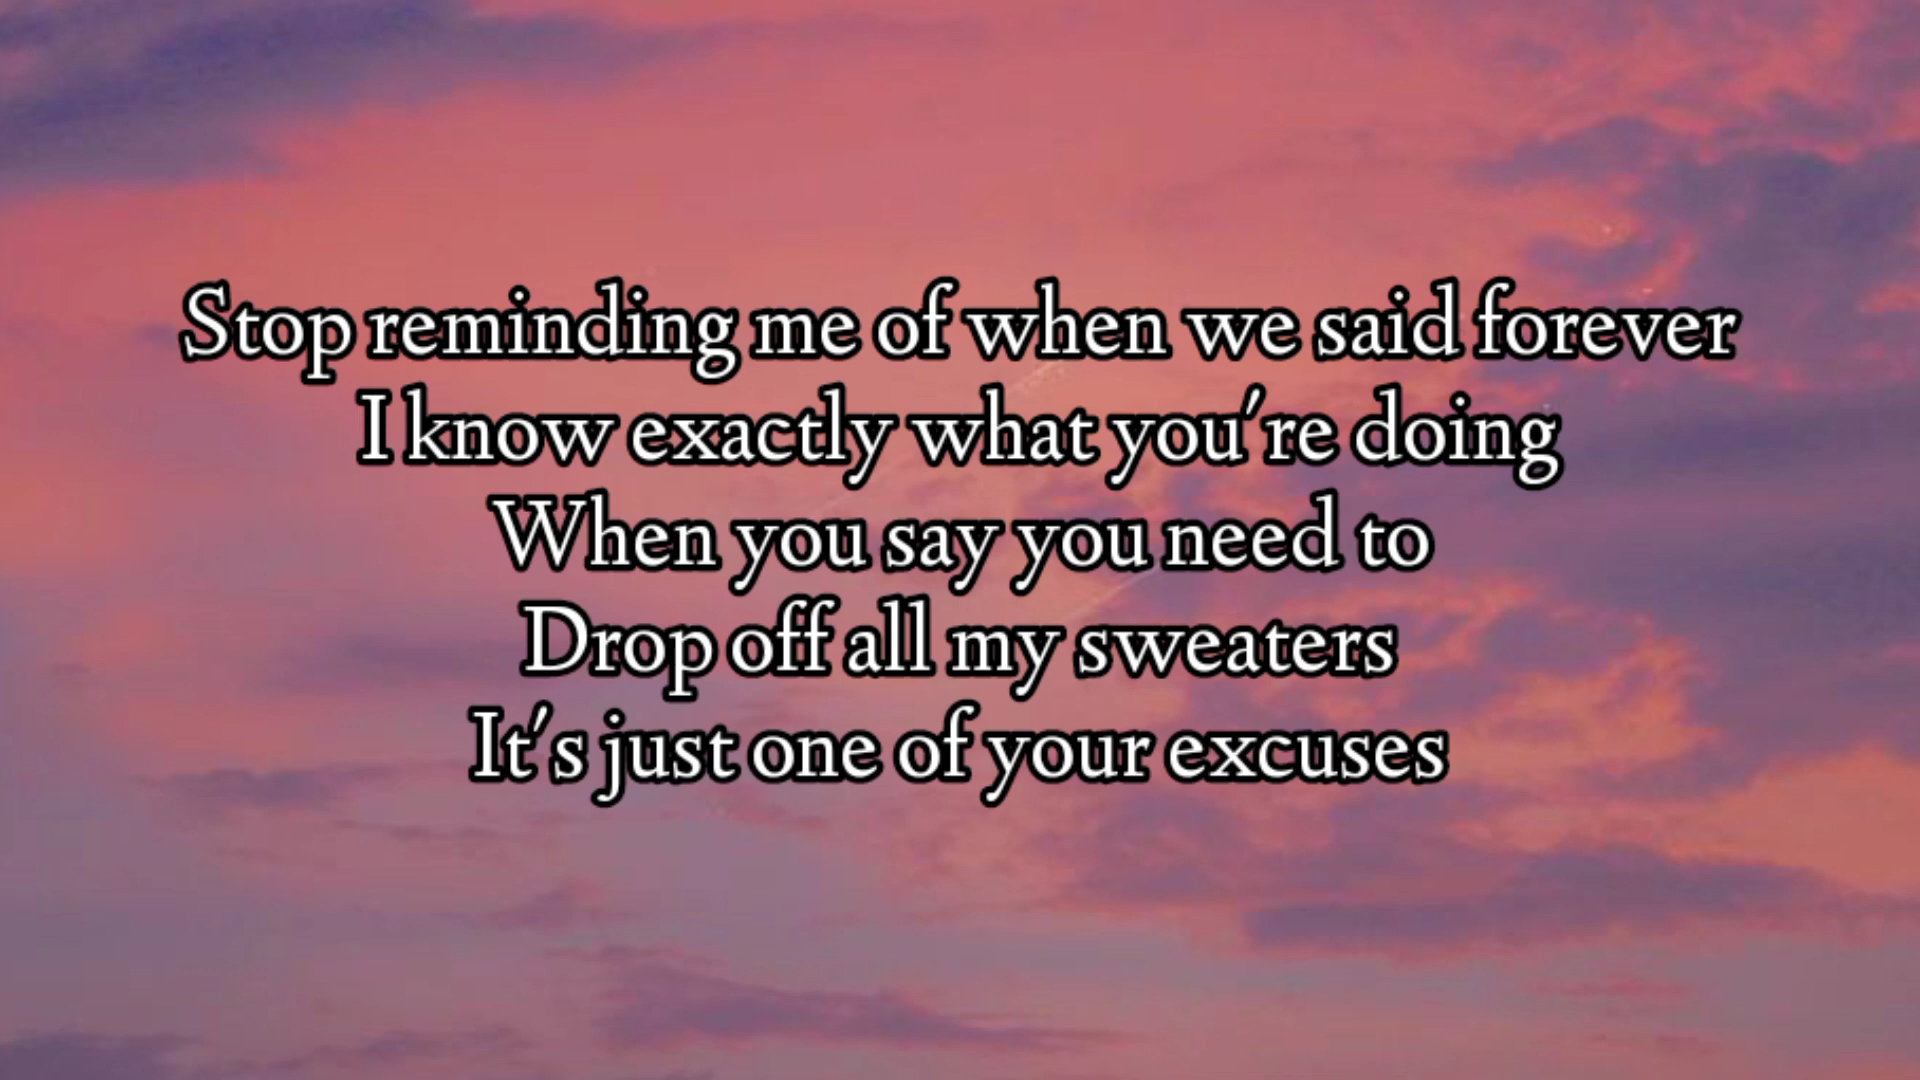 Stop reminding me of when we said forever
I know exactly what you're doing
When you say you need to
Drop off all my sweaters
It's just one of your excuses